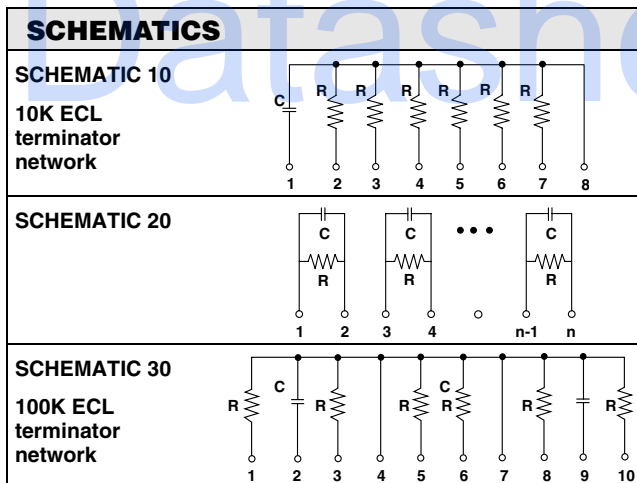 Datashe
SCHEMATICS
SCHEMATIC 10
10K ECL
terminator
network
C R R R R R R
1 2 3 4 5 6 7 8
SCHEMATIC 20
C C • • • C
R R R
1 2 3 4 n-1 n
SCHEMATIC 30
100K ECL
terminator
network
C C
R R R R R R
1 2 3 4 5 6 7 8 9 10